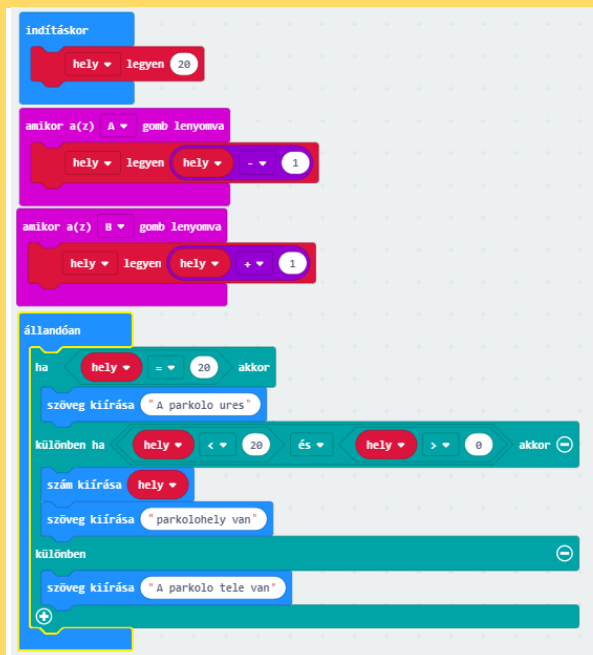 indításkor
hely legyen 20
amikor a(z) A gomb lenyomva
hely legyen hely - 1
amikor a(z) B gomb lenyomva
hely legyen hely + 1
állandóan
ha hely = 20 akkor
szöveg kiírása "A parkolo ures"
különben ha hely < 20 és hely > 0 akkor
szám kiírása hely
szöveg kiírása "parkolohely van"
különben
szöveg kiírása "A parkolo tele van"